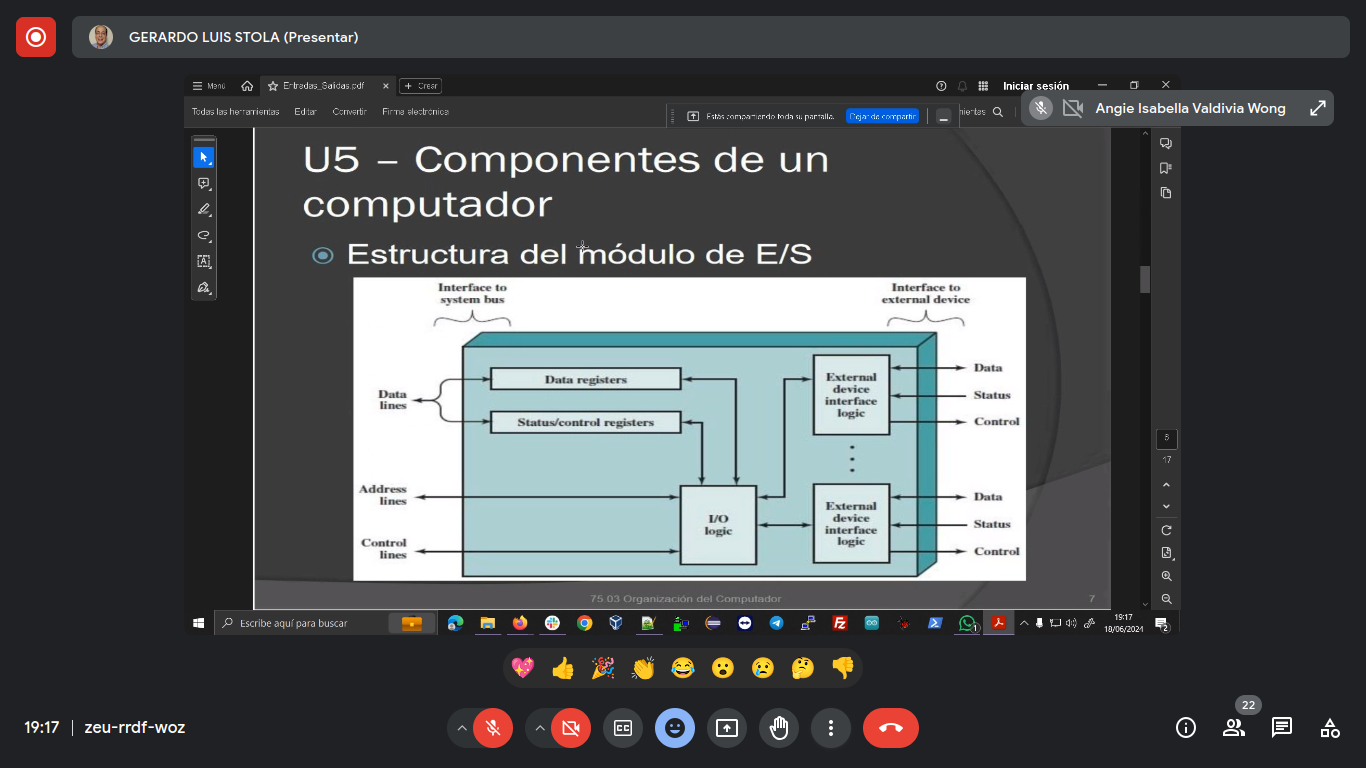 GERARDO LUIS STOLA (Presentar)
Menú
Entradas_Salidas.pdf
Crear
Iniciar sesión
Todas las herramientas
Editar
Convertir
Firma electrónica
Estás compartiendo toda su pantalla.
Dejar de compartir
Angie Isabella Valdivia Wong
U5 – Componentes de un
computador
Estructura del módulo de E/S
Interface to
system bus
Interface to
external device
Data registers
Status/control registers
Data
lines
Address
lines
Control
lines
I/O
logic
External
device
interface
logic
Data
Status
Control
External
device
interface
logic
Data
Status
Control
75.03 Organización del Computador
7
17
Escribe aquí para buscar
1
19:17
18/06/2024
2
19:17
zeu-rrdf-woz
22